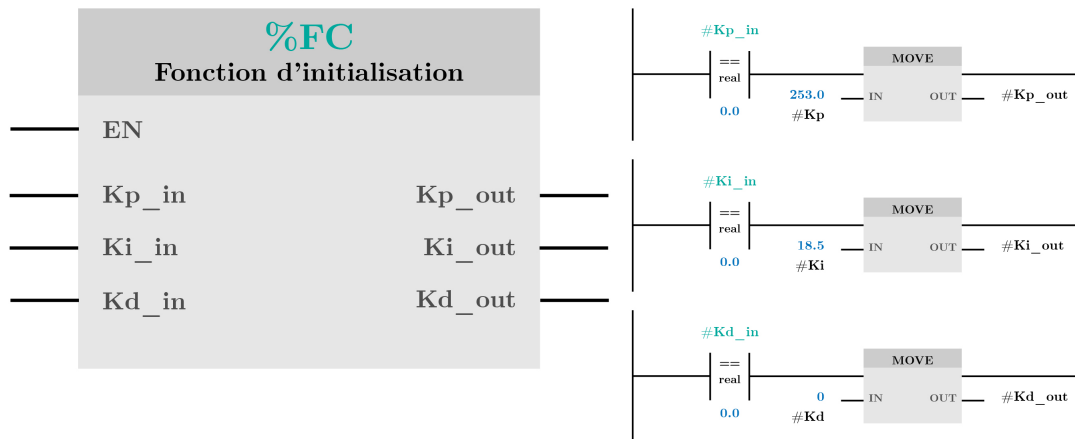 %FC
Fonction d'initialisation
EN
Kp_in Kp_out
Ki_in Ki_out
Kd_in Kd_out
#Kp_in
==
real
0.0
253.0
#Kp
MOVE
IN OUT
#Kp_out
#Ki_in
==
real
0.0
18.5
#Ki
MOVE
IN OUT
#Ki_out
#Kd_in
==
real
0.0
0
#Kd
MOVE
IN OUT
#Kd_out